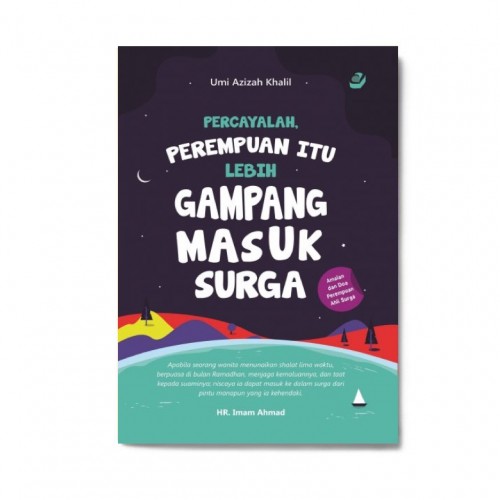 Umi Azizah Khalil
PERCAYALAH,
PEREMPUAN ITU
LEBIH
GAMPANG
MASUK
SURGA
Amalan
dan Doa
Perempuan
Ahli Surga
Apabila seorang wanita menunaikan shalat lima waktu,
berpuasa di bulan Ramadhan, menjaga kemaluannya, dan taat
kepada suaminya; niscaya ia dapat masuk ke dalam surga dari
pintu manapun yang ia kehendaki.
HR. Imam Ahmad